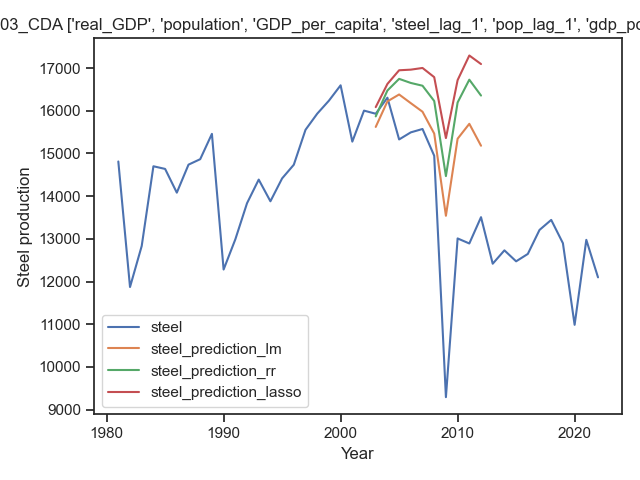 03_CDA ['real_GDP', 'population', 'GDP_per_capita', 'steel_lag_1', 'pop_lag_1', 'gdp_po
17000
16000
15000
14000
13000
12000
11000
10000
9000
Steel production
steel
steel_prediction_lm
steel_prediction_rr
steel_prediction_lasso
1980 1990 2000 2010 2020
Year